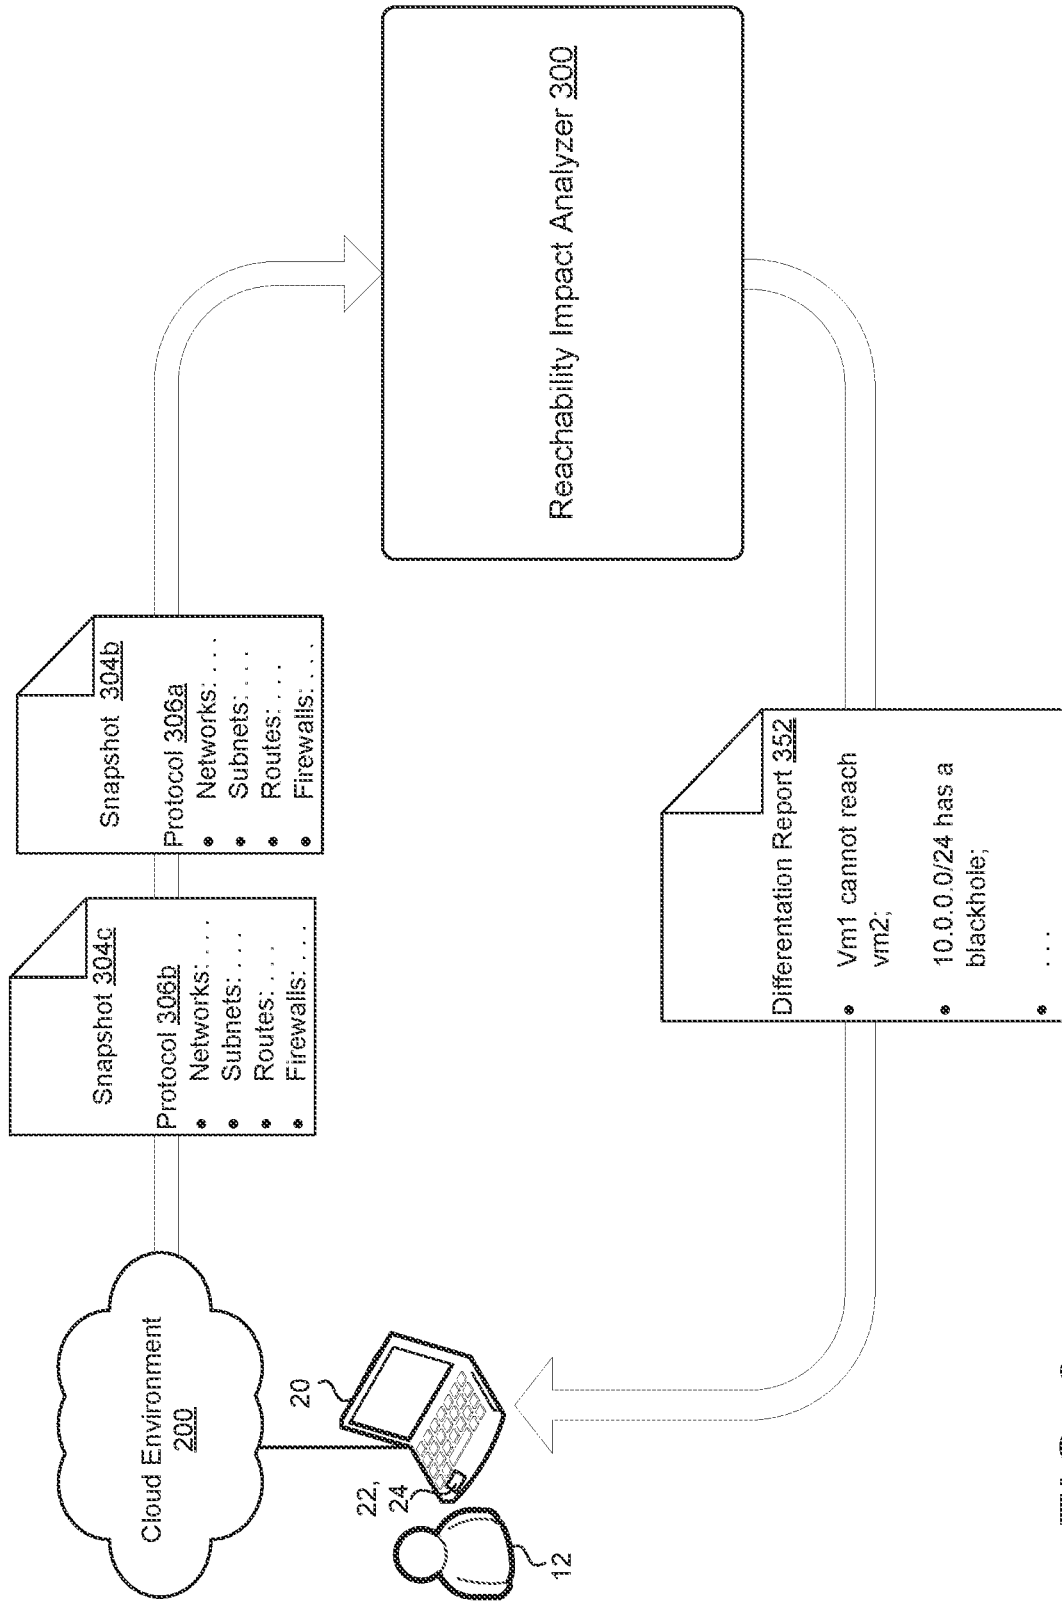 Cloud Environment
200
20
22,
24
12
Snapshot 304c
Protocol 306b
• Networks: . . .
• Subnets: . . .
• Routes: . . .
• Firewalls: . . .
Snapshot 304b
Protocol 306a
• Networks: . . .
• Subnets: . . .
• Routes: . . .
• Firewalls: . . .
Reachability Impact Analyzer 300
Differentation Report 352
• Vm1 cannot reach
vm2;
• 10.0.0.0/24 has a
blackhole;
• . . .